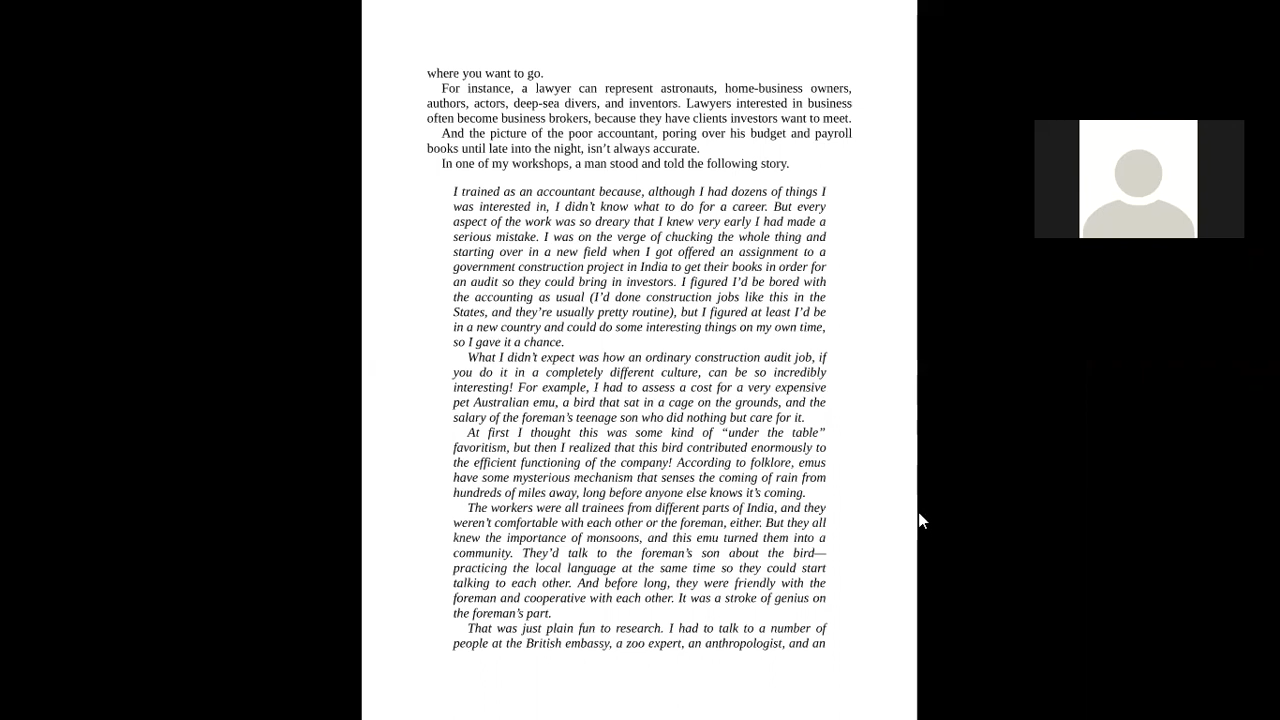 where you want to go.
For instance, a lawyer can represent astronauts, home-business owners,
authors, actors, deep-sea divers, and inventors. Lawyers interested in business
often become business brokers, because they have clients investors want to meet.
And the picture of the poor accountant, poring over his budget and payroll
books until late into the night, isn’t always accurate.
In one of my workshops, a man stood and told the following story.
I trained as an accountant because, although I had dozens of things I
was interested in, I didn’t know what to do for a career. But every
aspect of the work was so dreary that I knew very early I had made a
serious mistake. I was on the verge of chucking the whole thing and
starting over in a new field when I got offered an assignment to a
government construction project in India to get their books in order for
an audit so they could bring in investors. I figured I’d be bored with
the accounting as usual (I’d done construction jobs like this in the
States, and they’re usually pretty routine), but I figured at least I’d be
in a new country and could do some interesting things on my own time,
so I gave it a chance.
What I didn’t expect was how an ordinary construction audit job, if
you do it in a completely different culture, can be so incredibly
interesting! For example, I had to assess a cost for a very expensive
pet Australian emu, a bird that sat in a cage on the grounds, and the
salary of the foreman’s teenage son who did nothing but care for it.
At first I thought this was some kind of “under the table”
favoritism, but then I realized that this bird contributed enormously to
the efficient functioning of the company! According to folklore, emus
have some mysterious mechanism that senses the coming of rain from
hundreds of miles away, long before anyone else knows it’s coming.
The workers were all trainees from different parts of India, and they
weren’t comfortable with each other or the foreman, either. But they all
knew the importance of monsoons, and this emu turned them into a
community. They’d talk to the foreman’s son about the bird—
practicing the local language at the same time so they could start
talking to each other. And before long, they were friendly with the
foreman and cooperative with each other. It was a stroke of genius on
the foreman’s part.
That was just plain fun to research. I had to talk to a number of
people at the British embassy, a zoo expert, an anthropologist, and an